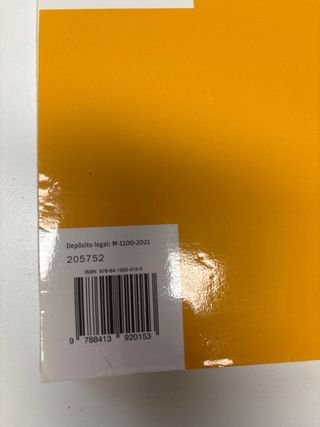 Depósito legal: M-1100-2021
205752
ISBN 978-84-1392-015-3
9 788413 920153